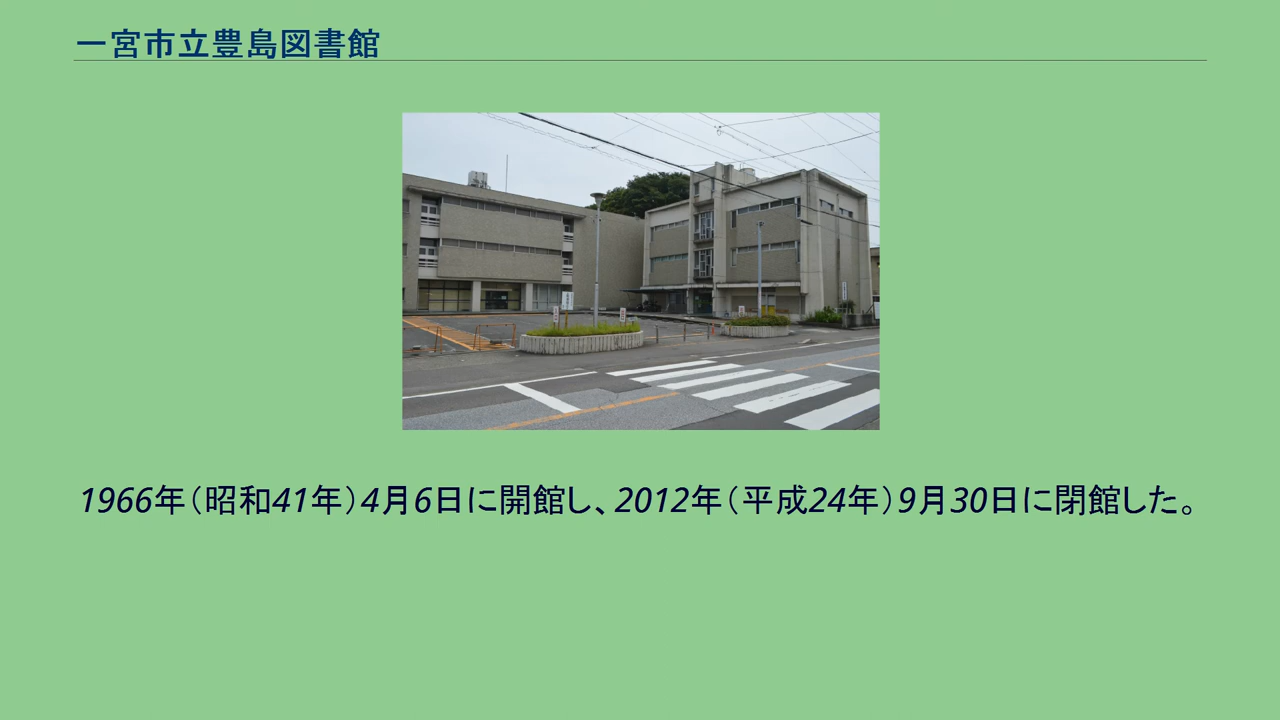 一宮市立豊島図書館
1966年（昭和41年）4月6日に開館し、2012年（平成24年）9月30日に閉館した。